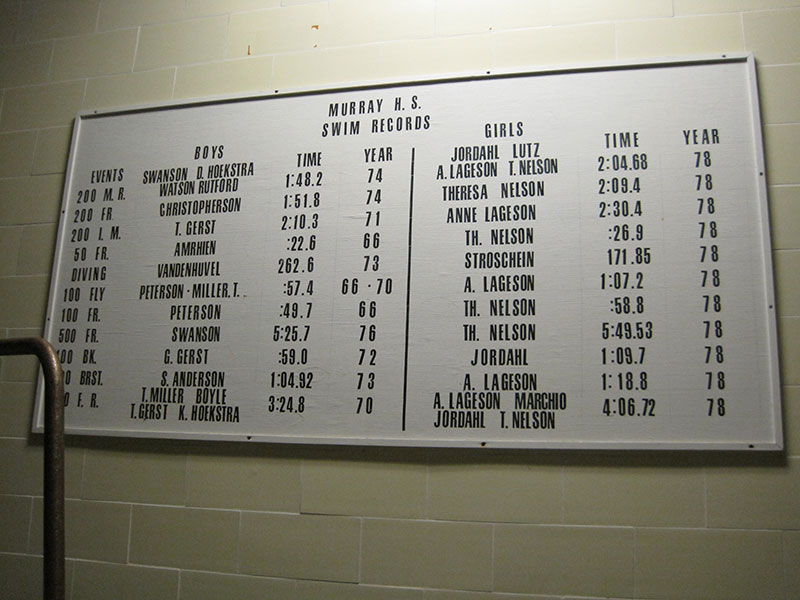 MURRAY H. S.
SWIM RECORDS
EVENTS BOYS TIME YEAR GIRLS TIME YEAR
200 M. R. SWANSON D. HOEKSTRA 1:48.2 74 JORDAHL LUTZ 2:04.68 78
WATSON RUTFORD A. LAGESON T. NELSON
200 FR. CHRISTOPHERSON 1:51.8 74 THERESA NELSON 2:09.4 78
200 I. M. T. GERST 2:10.3 71 ANNE LAGESON 2:30.4 78
50 FR. AMRHIEN :22.6 66 TH. NELSON :26.9 78
DIVING VANDENHUVEL 262.6 73 STROSCHEIN 171.85 78
100 FLY PETERSON·MILLER.T. :57.4 66·70 A. LAGESON 1:07.2 78
100 FR. PETERSON :49.7 66 TH. NELSON :58.8 78
500 FR. SWANSON 5:25.7 76 TH. NELSON 5:49.53 78
00 BK. G. GERST :59.0 72 JORDAHL 1:09.7 78
0 BRST. S. ANDERSON 1:04.92 73 A. LAGESON 1:18.8 78
0 F. R. T. MILLER BOYLE 3:24.8 70 A. LAGESON MARCHIO 4:06.72 78
T. GERST K. HOEKSTRA JORDAHL T. NELSON